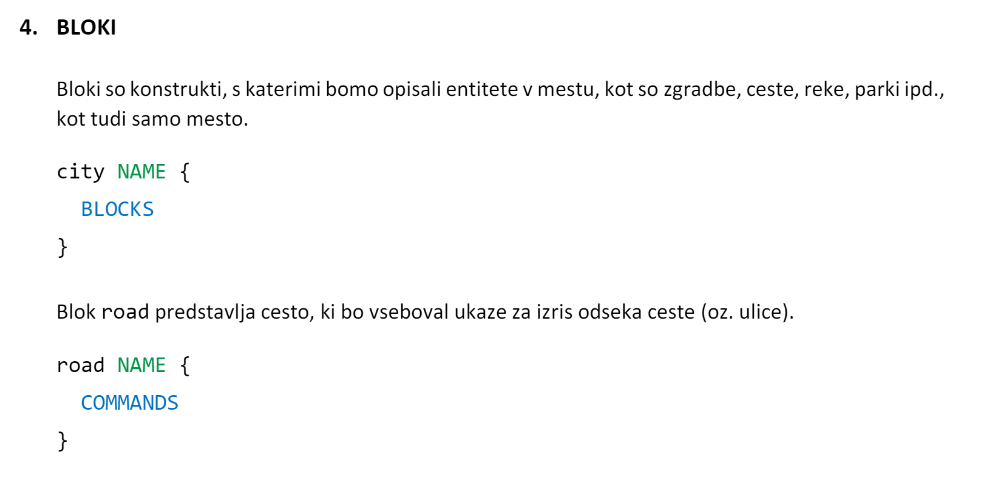 4. BLOKI
Bloki so konstrukti, s katerimi bomo opisali entitete v mestu, kot so zgradbe, ceste, reke, parki ipd.,
kot tudi samo mesto.
city NAME {
BLOCKS
}
Blok road predstavlja cesto, ki bo vseboval ukaze za izris odseka ceste (oz. ulice).
road NAME {
COMMANDS
}